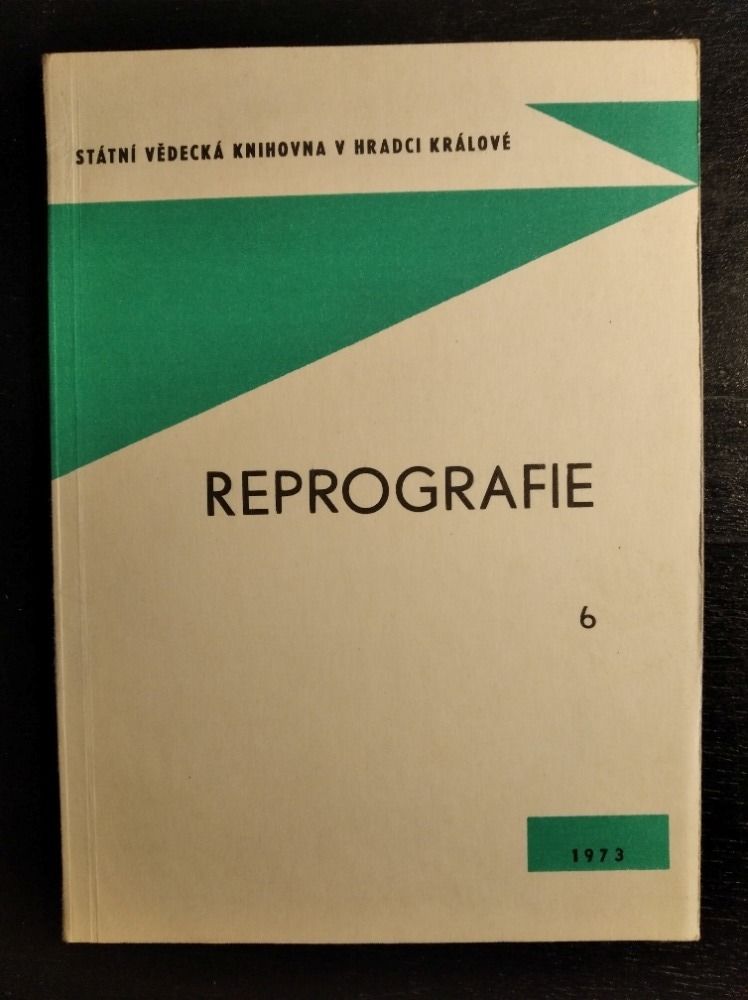 STÁTNÍ VĚDECKÁ KNIHOVNA V HRADCI KRÁLOVÉ
REPROGRAFIE
6
1973